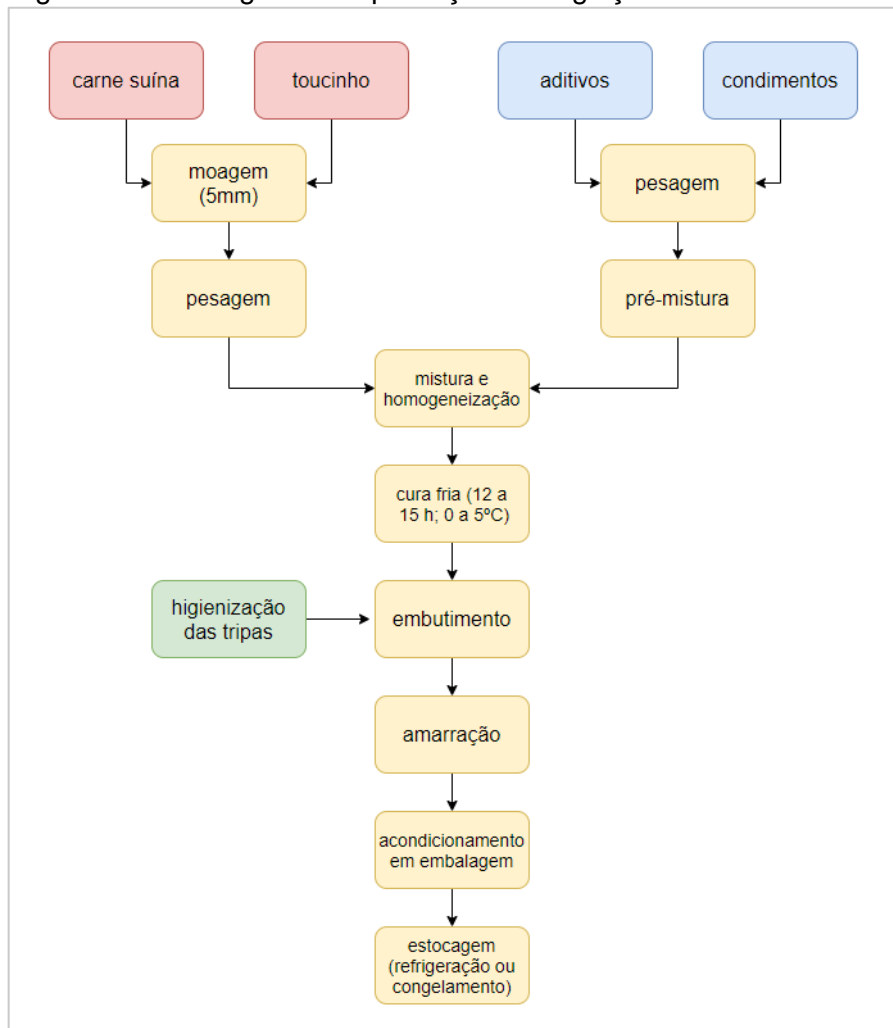 carne suína
toucinho
aditivos
condimentos
moagem
(5mm)
pesagem
pesagem
pré-mistura
mistura e
homogeneização
cura fria (12 a
15 h; 0 a 5ºC)
higienização
das tripas
embutimento
amarração
acondicionamento
em embalagem
estocagem
(refrigeração ou
congelamento)